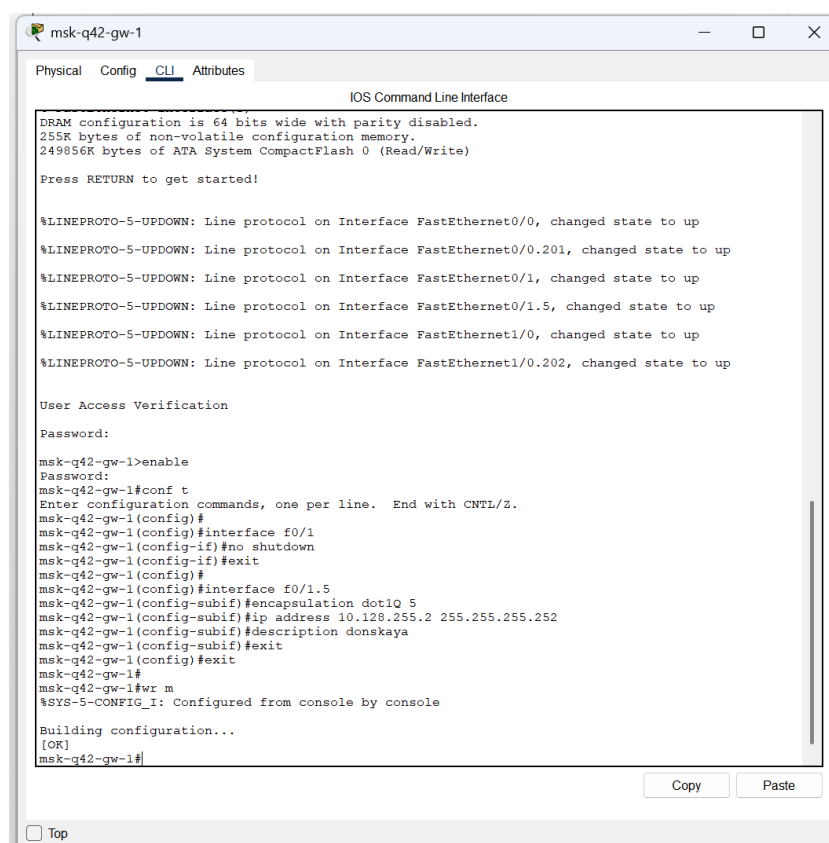 msk-q42-gw-1
Physical Config CLI Attributes
IOS Command Line Interface
DRAM configuration is 64 bits wide with parity disabled.
255K bytes of non-volatile configuration memory.
249856K bytes of ATA System CompactFlash 0 (Read/Write)
Press RETURN to get started!
%LINEPROTO-5-UPDOWN: Line protocol on Interface FastEthernet0/0, changed state to up
%LINEPROTO-5-UPDOWN: Line protocol on Interface FastEthernet0/0.201, changed state to up
%LINEPROTO-5-UPDOWN: Line protocol on Interface FastEthernet0/1, changed state to up
%LINEPROTO-5-UPDOWN: Line protocol on Interface FastEthernet0/1.5, changed state to up
%LINEPROTO-5-UPDOWN: Line protocol on Interface FastEthernet1/0, changed state to up
%LINEPROTO-5-UPDOWN: Line protocol on Interface FastEthernet1/0.202, changed state to up
User Access Verification
Password:
msk-q42-gw-1>enable
Password:
msk-q42-gw-1#conf t
Enter configuration commands, one per line. End with CNTL/Z.
msk-q42-gw-1(config)#
msk-q42-gw-1(config)#interface f0/1
msk-q42-gw-1(config-if)#no shutdown
msk-q42-gw-1(config-if)#exit
msk-q42-gw-1(config)#
msk-q42-gw-1(config)#interface f0/1.5
msk-q42-gw-1(config-subif)#encapsulation dot1Q 5
msk-q42-gw-1(config-subif)#ip address 10.128.255.2 255.255.255.252
msk-q42-gw-1(config-subif)#description donskaya
msk-q42-gw-1(config-subif)#exit
msk-q42-gw-1(config)#exit
msk-q42-gw-1#
msk-q42-gw-1#wr m
%SYS-5-CONFIG_I: Configured from console by console
Building configuration...
[OK]
msk-q42-gw-1#
Copy Paste
Top